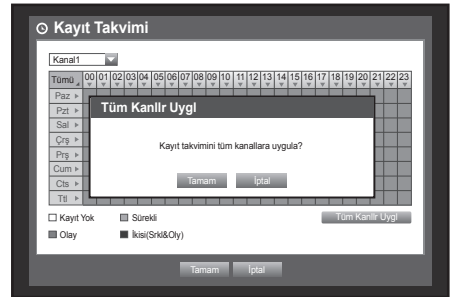 Kayıt Takvimi
Kanal1
Tümü 00 01 02 03 04 05 06 07 08 09 10 11 12 13 14 15 16 17 18 19 20 21 22 23
Paz
Tüm Kanllr Uygl
Pzt
Sal
Çrş
Kayıt takvimini tüm kanallara uygula?
Prş
Cum
Cts
Tamam İptal
Ttl
Kayıt Yok Sürekli Tüm Kanllr Uygl
Olay İkisi(Srkl&Oly)
Tamam İptal